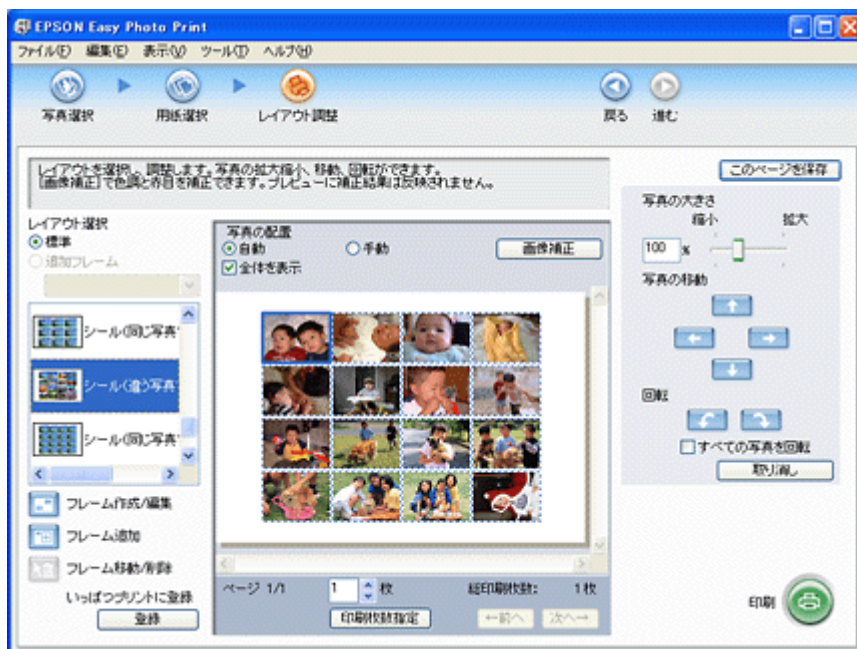 EPSON Easy Photo Print
ファイル(F) 編集(E) 表示(V) ツール(T) ヘルプ(H)
写真選択 用紙選択 レイアウト調整 戻る 進む
レイアウトを選択し、調整します。写真の拡大縮小、移動、回転ができます。
[画像補正]で色調と赤目を補正できます。プレビューに補正結果は反映されません。
このページを保存
レイアウト選択
標準
追加フレーム
シール(同じ写真
シール(違う写真
シール(同じ写真
フレーム作成/編集
フレーム追加
フレーム移動/削除
いっぱつプリントに登録
登録
写真の配置
自動 手動 画像補正
全体を表示
ページ 1/1 1 枚 総印刷枚数: 1枚
印刷枚数指定 ←前へ 次へ→
写真の大きさ
縮小 拡大
100 %
写真の移動
回転
すべての写真を回転
取り消し
印刷